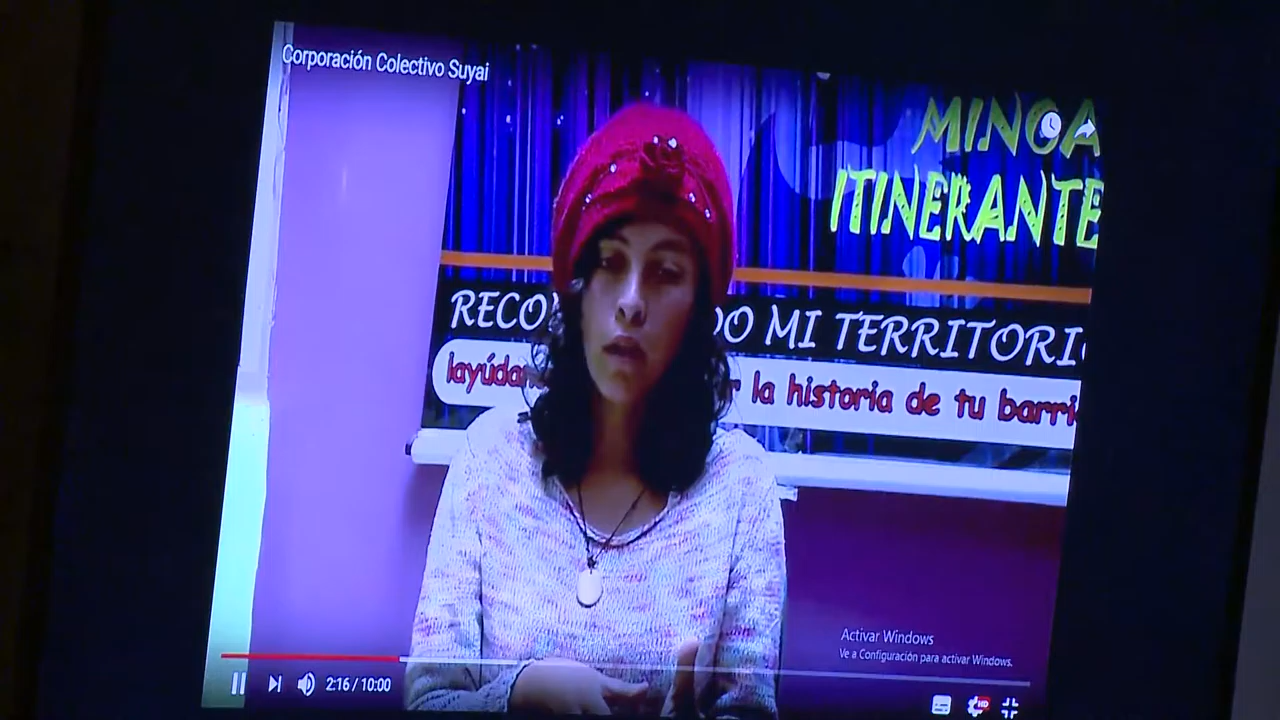 Corporación Colectivo Suyai
MINGA
ITINERANTE
RECO DO MI TERRITORI
¡ayúda r la historia de tu barri
Activar Windows
Ve a Configuración para activar Windows.
2:16 / 10:00
HD